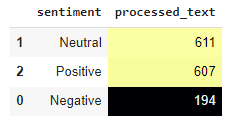 sentiment processed_text
1 Neutral 611
2 Positive 607
0 Negative 194